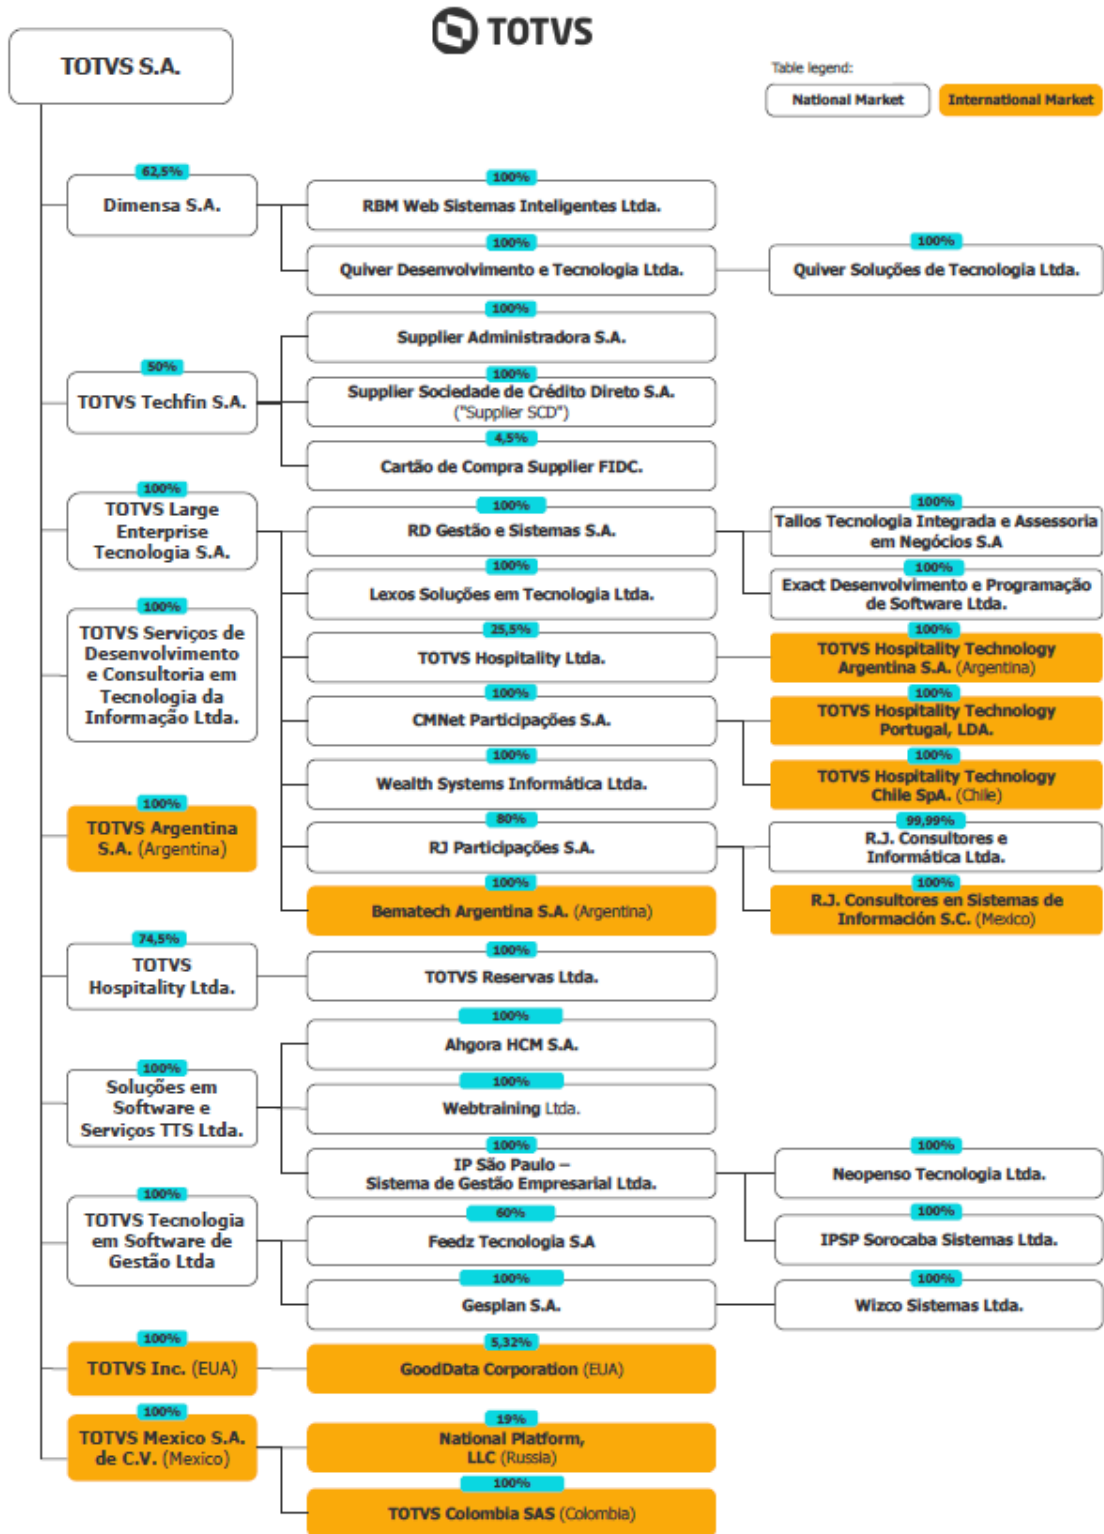 TOTVS
TOTVS S.A.
Table legend:
National Market
International Market
62,5%
Dimensa S.A.
100%
RBM Web Sistemas Inteligentes Ltda.
100%
Quiver Desenvolvimento e Tecnologia Ltda.
100%
Quiver Soluções de Tecnologia Ltda.
50%
TOTVS Techfin S.A.
100%
Supplier Administradora S.A.
100%
Supplier Sociedade de Crédito Direto S.A.
("Supplier SCD")
4,5%
Cartão de Compra Supplier FIDC.
100%
TOTVS Large
Enterprise
Tecnologia S.A.
100%
RD Gestão e Sistemas S.A.
100%
Tallos Tecnologia Integrada e Assessoria
em Negócios S.A
100%
Exact Desenvolvimento e Programação
de Software Ltda.
100%
Lexos Soluções em Tecnologia Ltda.
25,5%
TOTVS Hospitality Ltda.
100%
TOTVS Hospitality Technology
Argentina S.A. (Argentina)
100%
CMNet Participações S.A.
100%
TOTVS Hospitality Technology
Portugal, LDA.
100%
TOTVS Hospitality Technology
Chile SpA. (Chile)
100%
Wealth Systems Informática Ltda.
80%
RJ Participações S.A.
99,99%
R.J. Consultores e
Informática Ltda.
100%
R.J. Consultores en Sistemas de
Información S.C. (Mexico)
100%
Bematech Argentina S.A. (Argentina)
100%
TOTVS Serviços de
Desenvolvimento
e Consultoria em
Tecnologia da
Informação Ltda.
100%
TOTVS Argentina
S.A. (Argentina)
74,5%
TOTVS
Hospitality Ltda.
100%
TOTVS Reservas Ltda.
100%
Soluções em
Software e
Serviços TTS Ltda.
100%
Ahgora HCM S.A.
100%
Webtraining Ltda.
100%
IP São Paulo –
Sistema de Gestão Empresarial Ltda.
100%
Neopenso Tecnologia Ltda.
100%
IPSP Sorocaba Sistemas Ltda.
100%
TOTVS Tecnologia
em Software de
Gestão Ltda
60%
Feedz Tecnologia S.A
100%
Gesplan S.A.
100%
Wizco Sistemas Ltda.
100%
TOTVS Inc. (EUA)
5,32%
GoodData Corporation (EUA)
100%
TOTVS Mexico S.A.
de C.V. (Mexico)
19%
National Platform,
LLC (Russia)
100%
TOTVS Colombia SAS (Colombia)